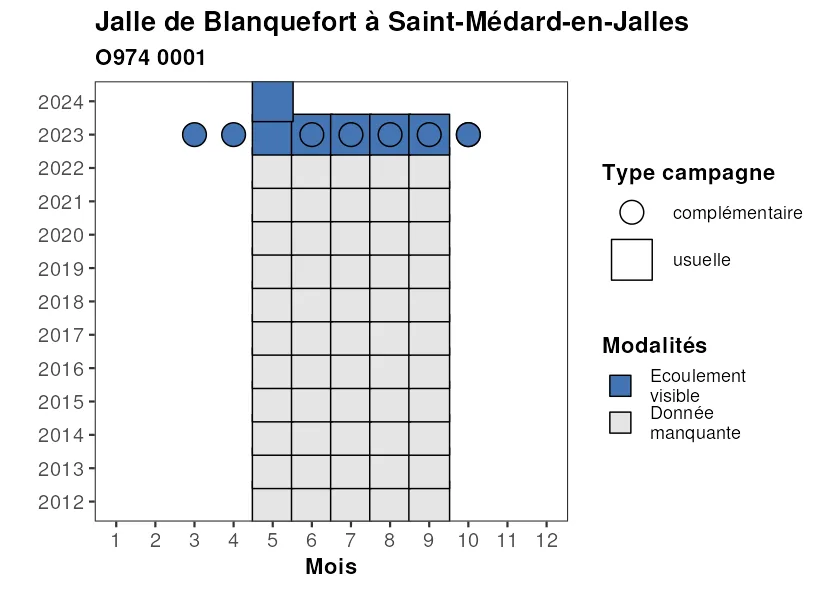 Jalle de Blanquefort à Saint-Médard-en-Jalles
O974 0001
2024
2023
2022
2021
2020
2019
2018
2017
2016
2015
2014
2013
2012
1 2 3 4 5 6 7 8 9 10 11 12
Mois
Type campagne
complémentaire
usuelle
Modalités
Ecoulement
visible
Donnée
manquante